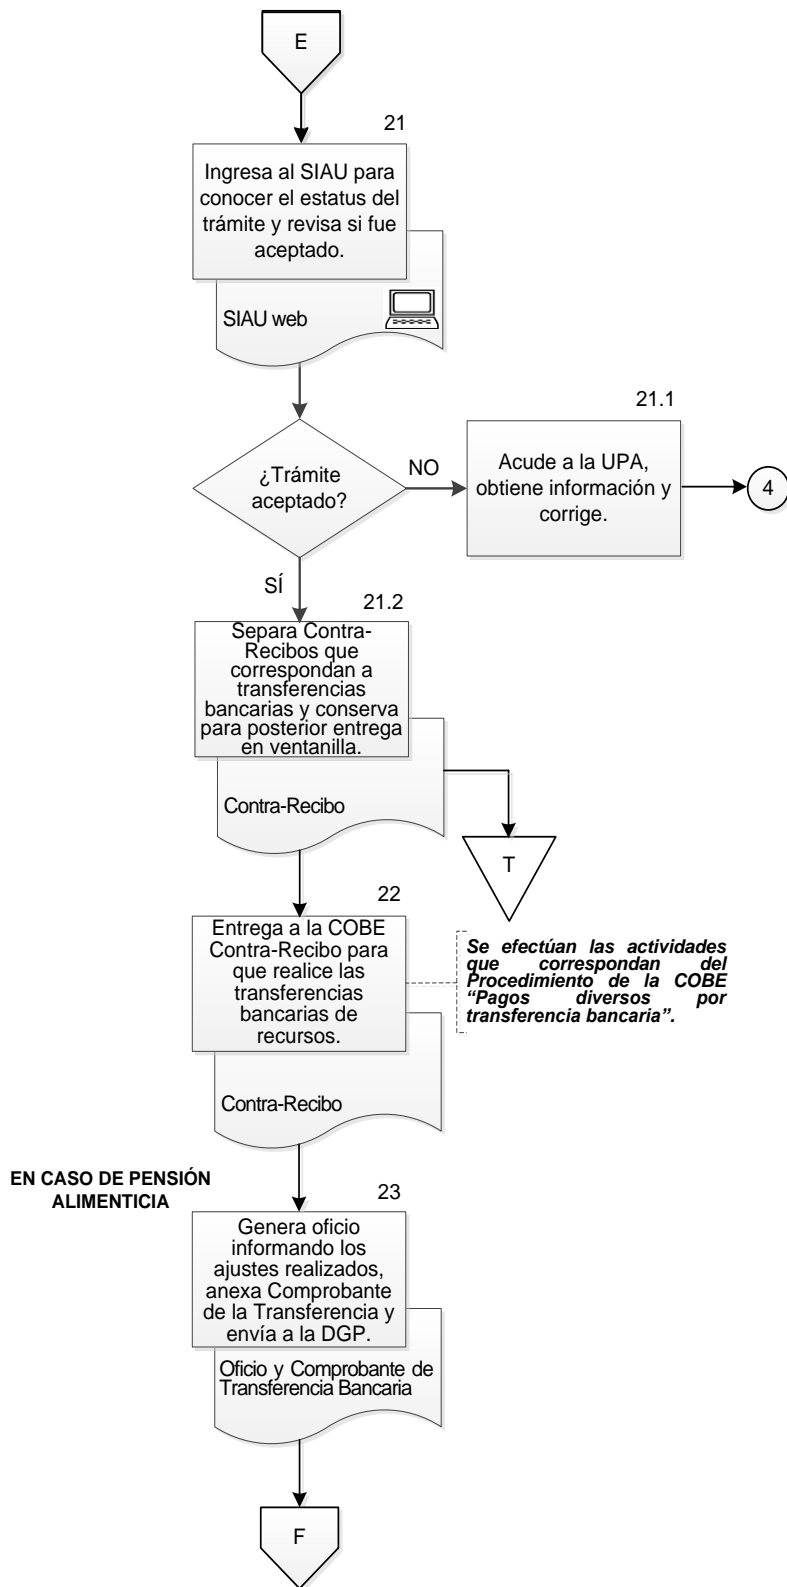 E
21
Ingresa al SIAU para
conocer el estatus del
trámite y revisa si fue
aceptado.
SIAU web
¿Trámite
aceptado?
NO
21.1
Acude a la UPA,
obtiene información y
corrige.
4
SÍ
21.2
Separa Contra-
Recibos que
correspondan a
transferencias
bancarias y conserva
para posterior entrega
en ventanilla.
Contra-Recibo
T
22
Entrega a la COBE
Contra-Recibo para
que realice las
transferencias
bancarias de
recursos.
Contra-Recibo
Se efectúan las actividades
que correspondan del
Procedimiento de la COBE
“Pagos diversos por
transferencia bancaria”.
EN CASO DE PENSIÓN
ALIMENTICIA
23
Genera oficio
informando los
ajustes realizados,
anexa Comprobante
de la Transferencia y
envía a la DGP.
Oficio y Comprobante de
Transferencia Bancaria
F